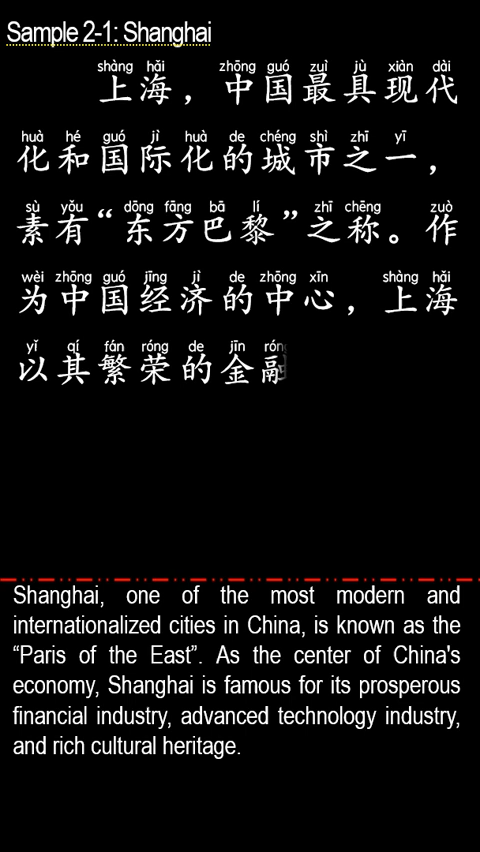 Sample 2-1: Shanghai
shàng hǎi zhōng guó zuì jù xiàn dài
上海，中国最具现代
huà hé guó jì huà de chéng shì zhī yī
化和国际化的城市之一，
sù yǒu dōng fāng bā lí zhī chēng zuò
素有“东方巴黎”之称。作
wèi zhōng guó jīng jì de zhōng xīn shàng hǎi
为中国经济的中心，上海
yǐ qí fán róng de jīn
以其繁荣的金融
Shanghai, one of the most modern and
internationalized cities in China, is known as the
“Paris of the East”. As the center of China's
economy, Shanghai is famous for its prosperous
financial industry, advanced technology industry,
and rich cultural heritage.